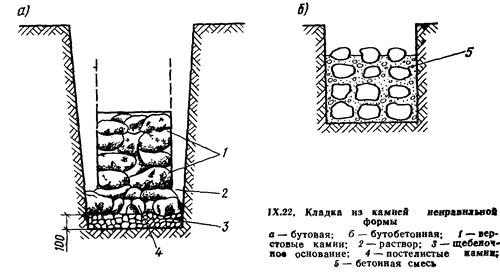 а)
б)
5
1
2
3
4
100
IX.22. Кладка из камней неправильной
формы
а — бутовая; б — бутобетонная; 1 — вер-
стовые камни; 2 — раствор; 3 — щебеноч-
ное основание; 4 — постелистые камни;
5 — бетонная смесь